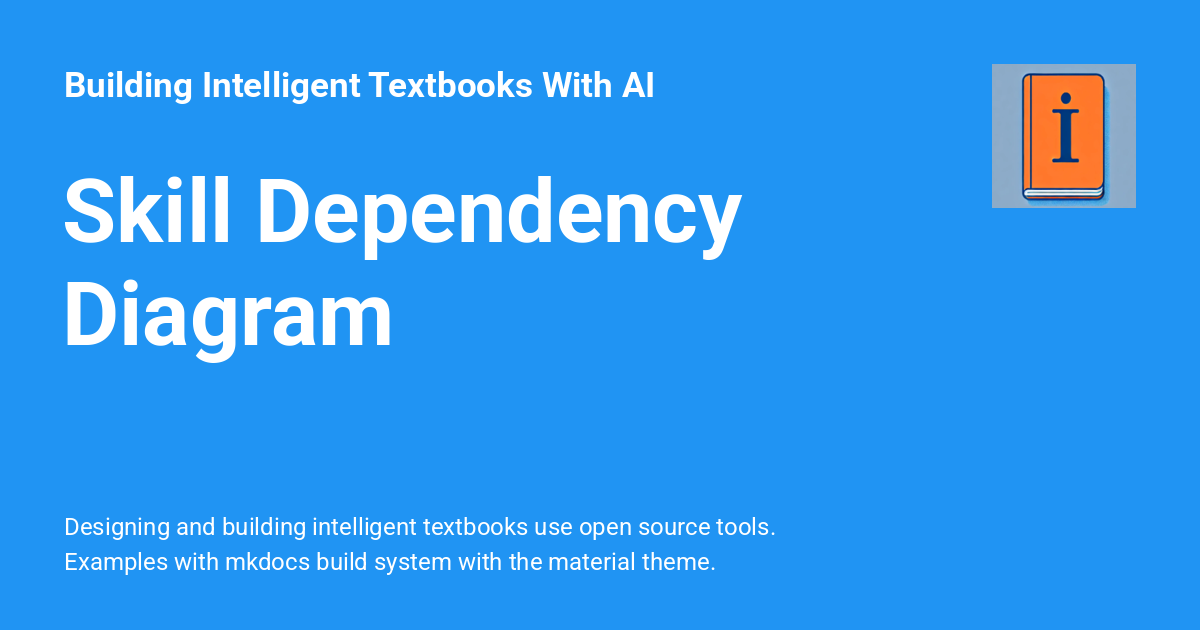 Building Intelligent Textbooks With AI
i
Skill Dependency
Diagram
Designing and building intelligent textbooks use open source tools.
Examples with mkdocs build system with the material theme.